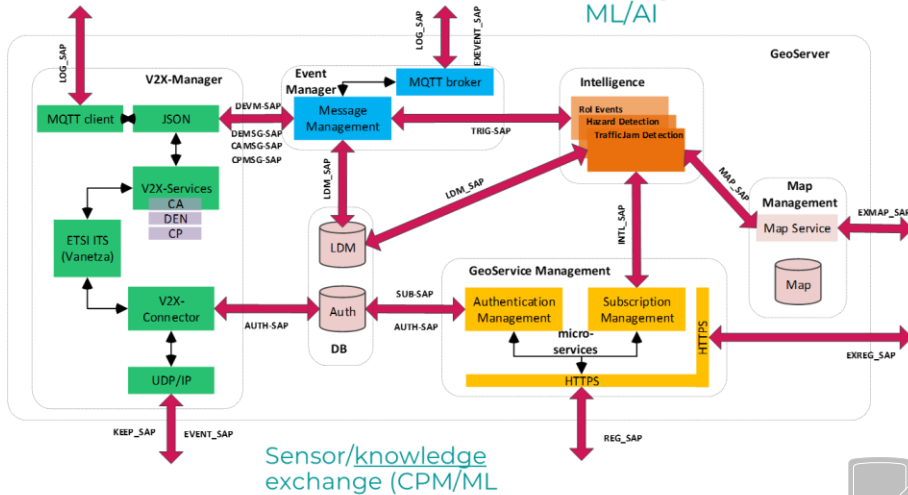 ML/AI
LOG_SAP
LOG_SAP
EXEVENT_SAP
GeoServer
V2X-Manager
Event
Manager
MQTT broker
Intelligence
MQTT client
JSON
DEVM-SAP
DEMSG-SAP
CAMSG-SAP
CPMSG-SAP
Message
Management
TRIG-SAP
RoI Events
Hazard Detection
TrafficJam Detection
V2X-Services
CA
DEN
CP
LDM_SAP
LDM_SAP
MAP_SAP
Map
Management
Map Service
EXMAP_SAP
Map
ETSI ITS
(Vanetza)
LDM
INTL_SAP
GeoService Management
V2X-
Connector
AUTH-SAP
Auth
DB
SUB-SAP
AUTH-SAP
Authentication
Management
Subscription
Management
micro-
services
HTTPS
HTTPS
EXREG_SAP
UDP/IP
KEEP_SAP
EVENT_SAP
REG_SAP
Sensor/knowledge
exchange (CPM/ML